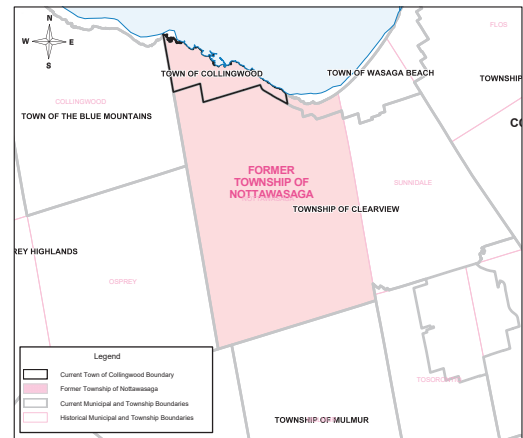 N
W E
S
FLOS
TOWN OF COLLINGWOOD
TOWN OF WASAGA BEACH
TOWNSHIP
COLLINGWOOD
TOWN OF THE BLUE MOUNTAINS
CO
FORMER
TOWNSHIP OF
NOTTAWASAGA
SUNNIDALE
TOWNSHIP OF CLEARVIEW
REY HIGHLANDS
OSPREY
TOSORONTIO
TOWNSHIP OF MULMUR
Legend
Current Town of Collingwood Boundary
Former Township of Nottawasaga
Current Municipal and Township Boundaries
Historical Municipal and Township Boundaries